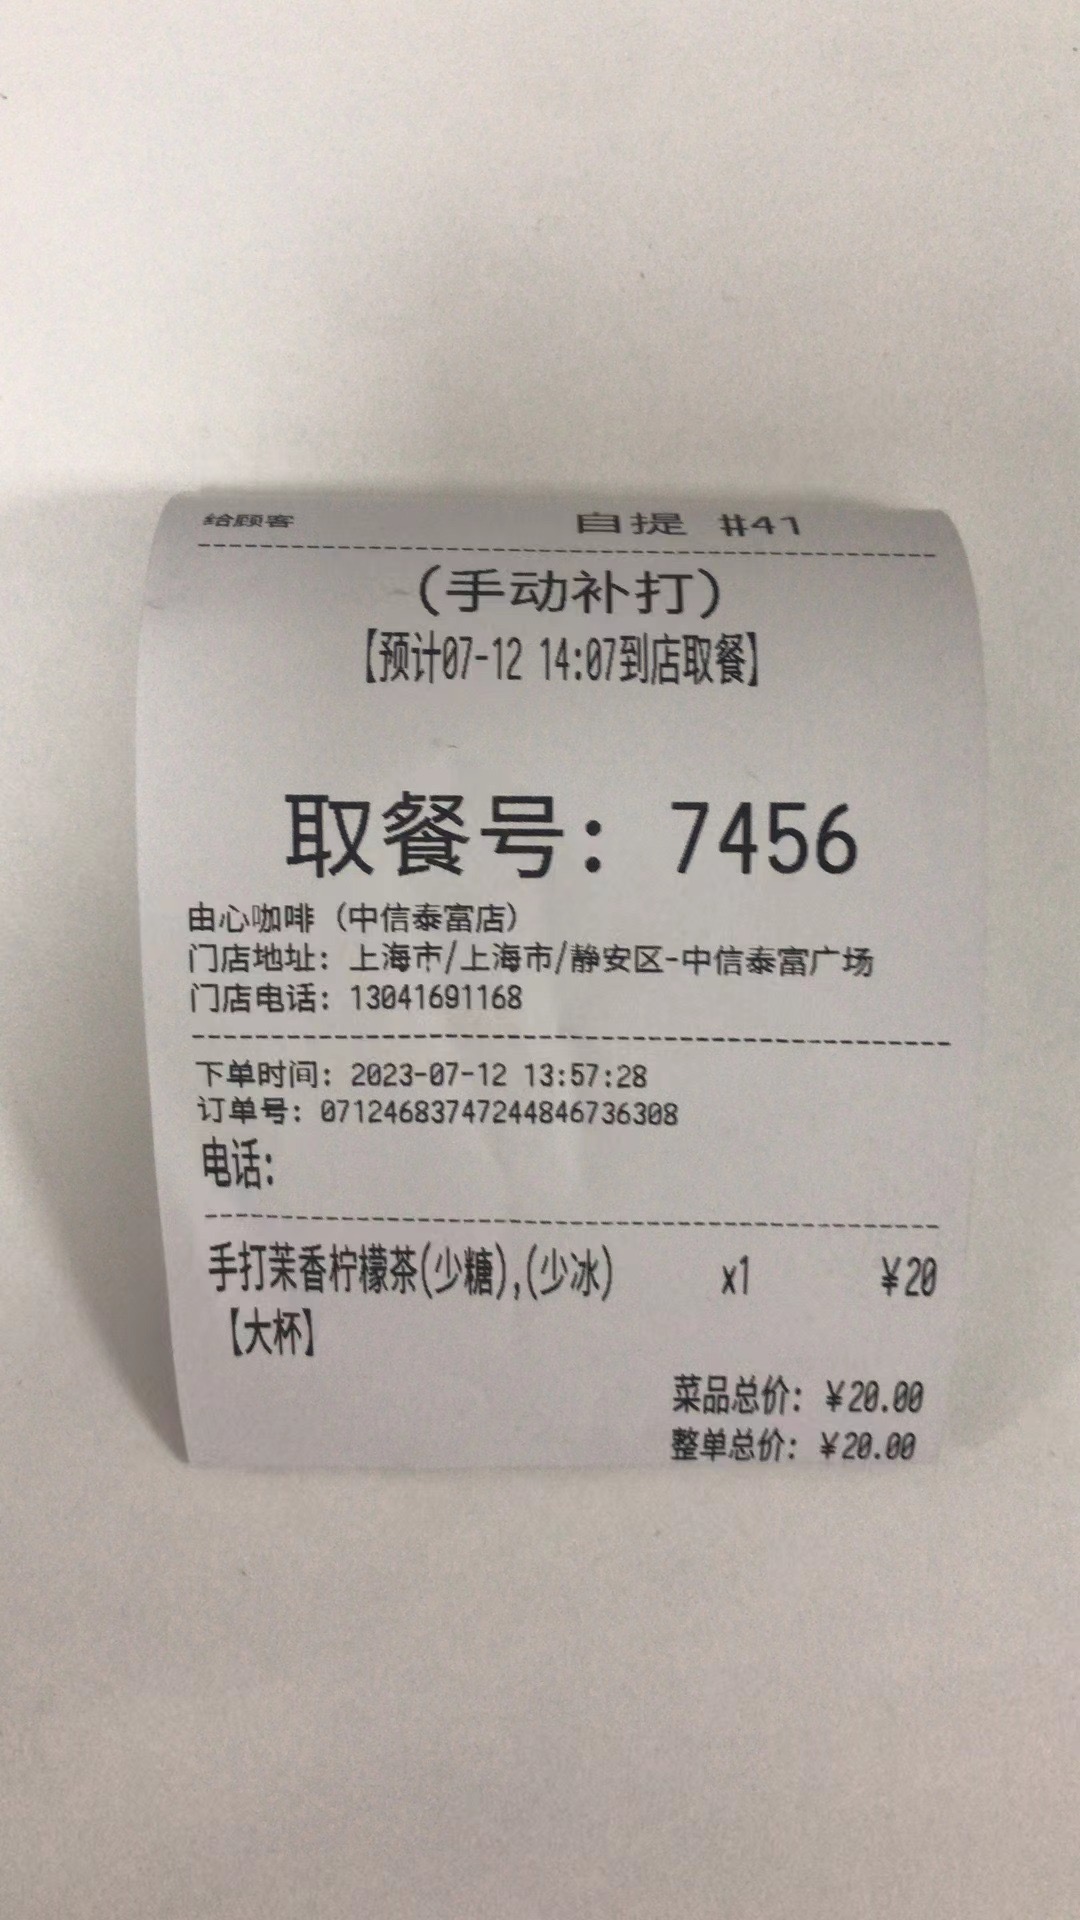 给顾客 自提 #41
(手动补打)
【预计07-12 14:07到店取餐】
取餐号: 7456
由心咖啡 (中信泰富店)
门店地址: 上海市/上海市/静安区-中信泰富广场
门店电话: 13041691168
下单时间: 2023-07-12 13:57:28
订单号: 071246837472448467363​08
电话:
手打茉香柠檬茶(少糖),(少冰) x1 ¥20
【大杯】
菜品总价: ¥20.00
整单总价: ¥20.00